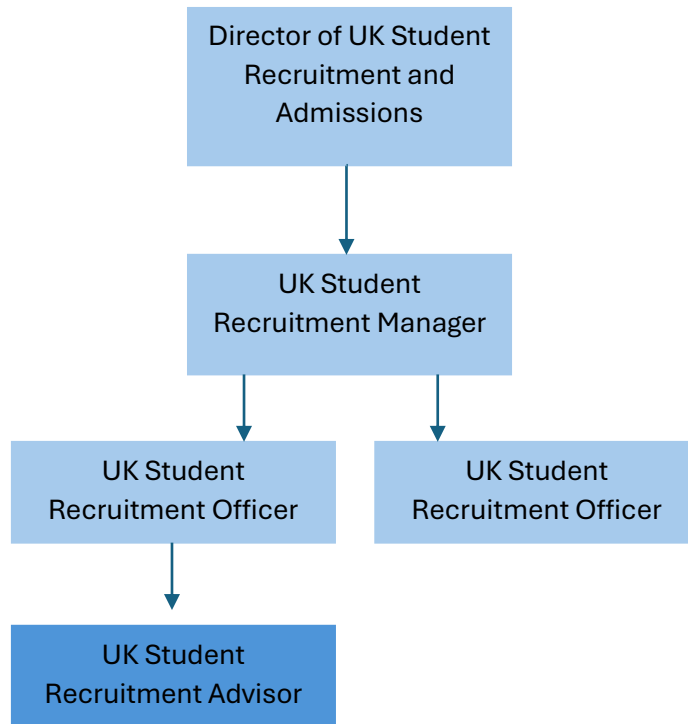 Director of UK Student
Recruitment and
Admissions
UK Student
Recruitment Manager
UK Student
Recruitment Officer
UK Student
Recruitment Officer
UK Student
Recruitment Advisor